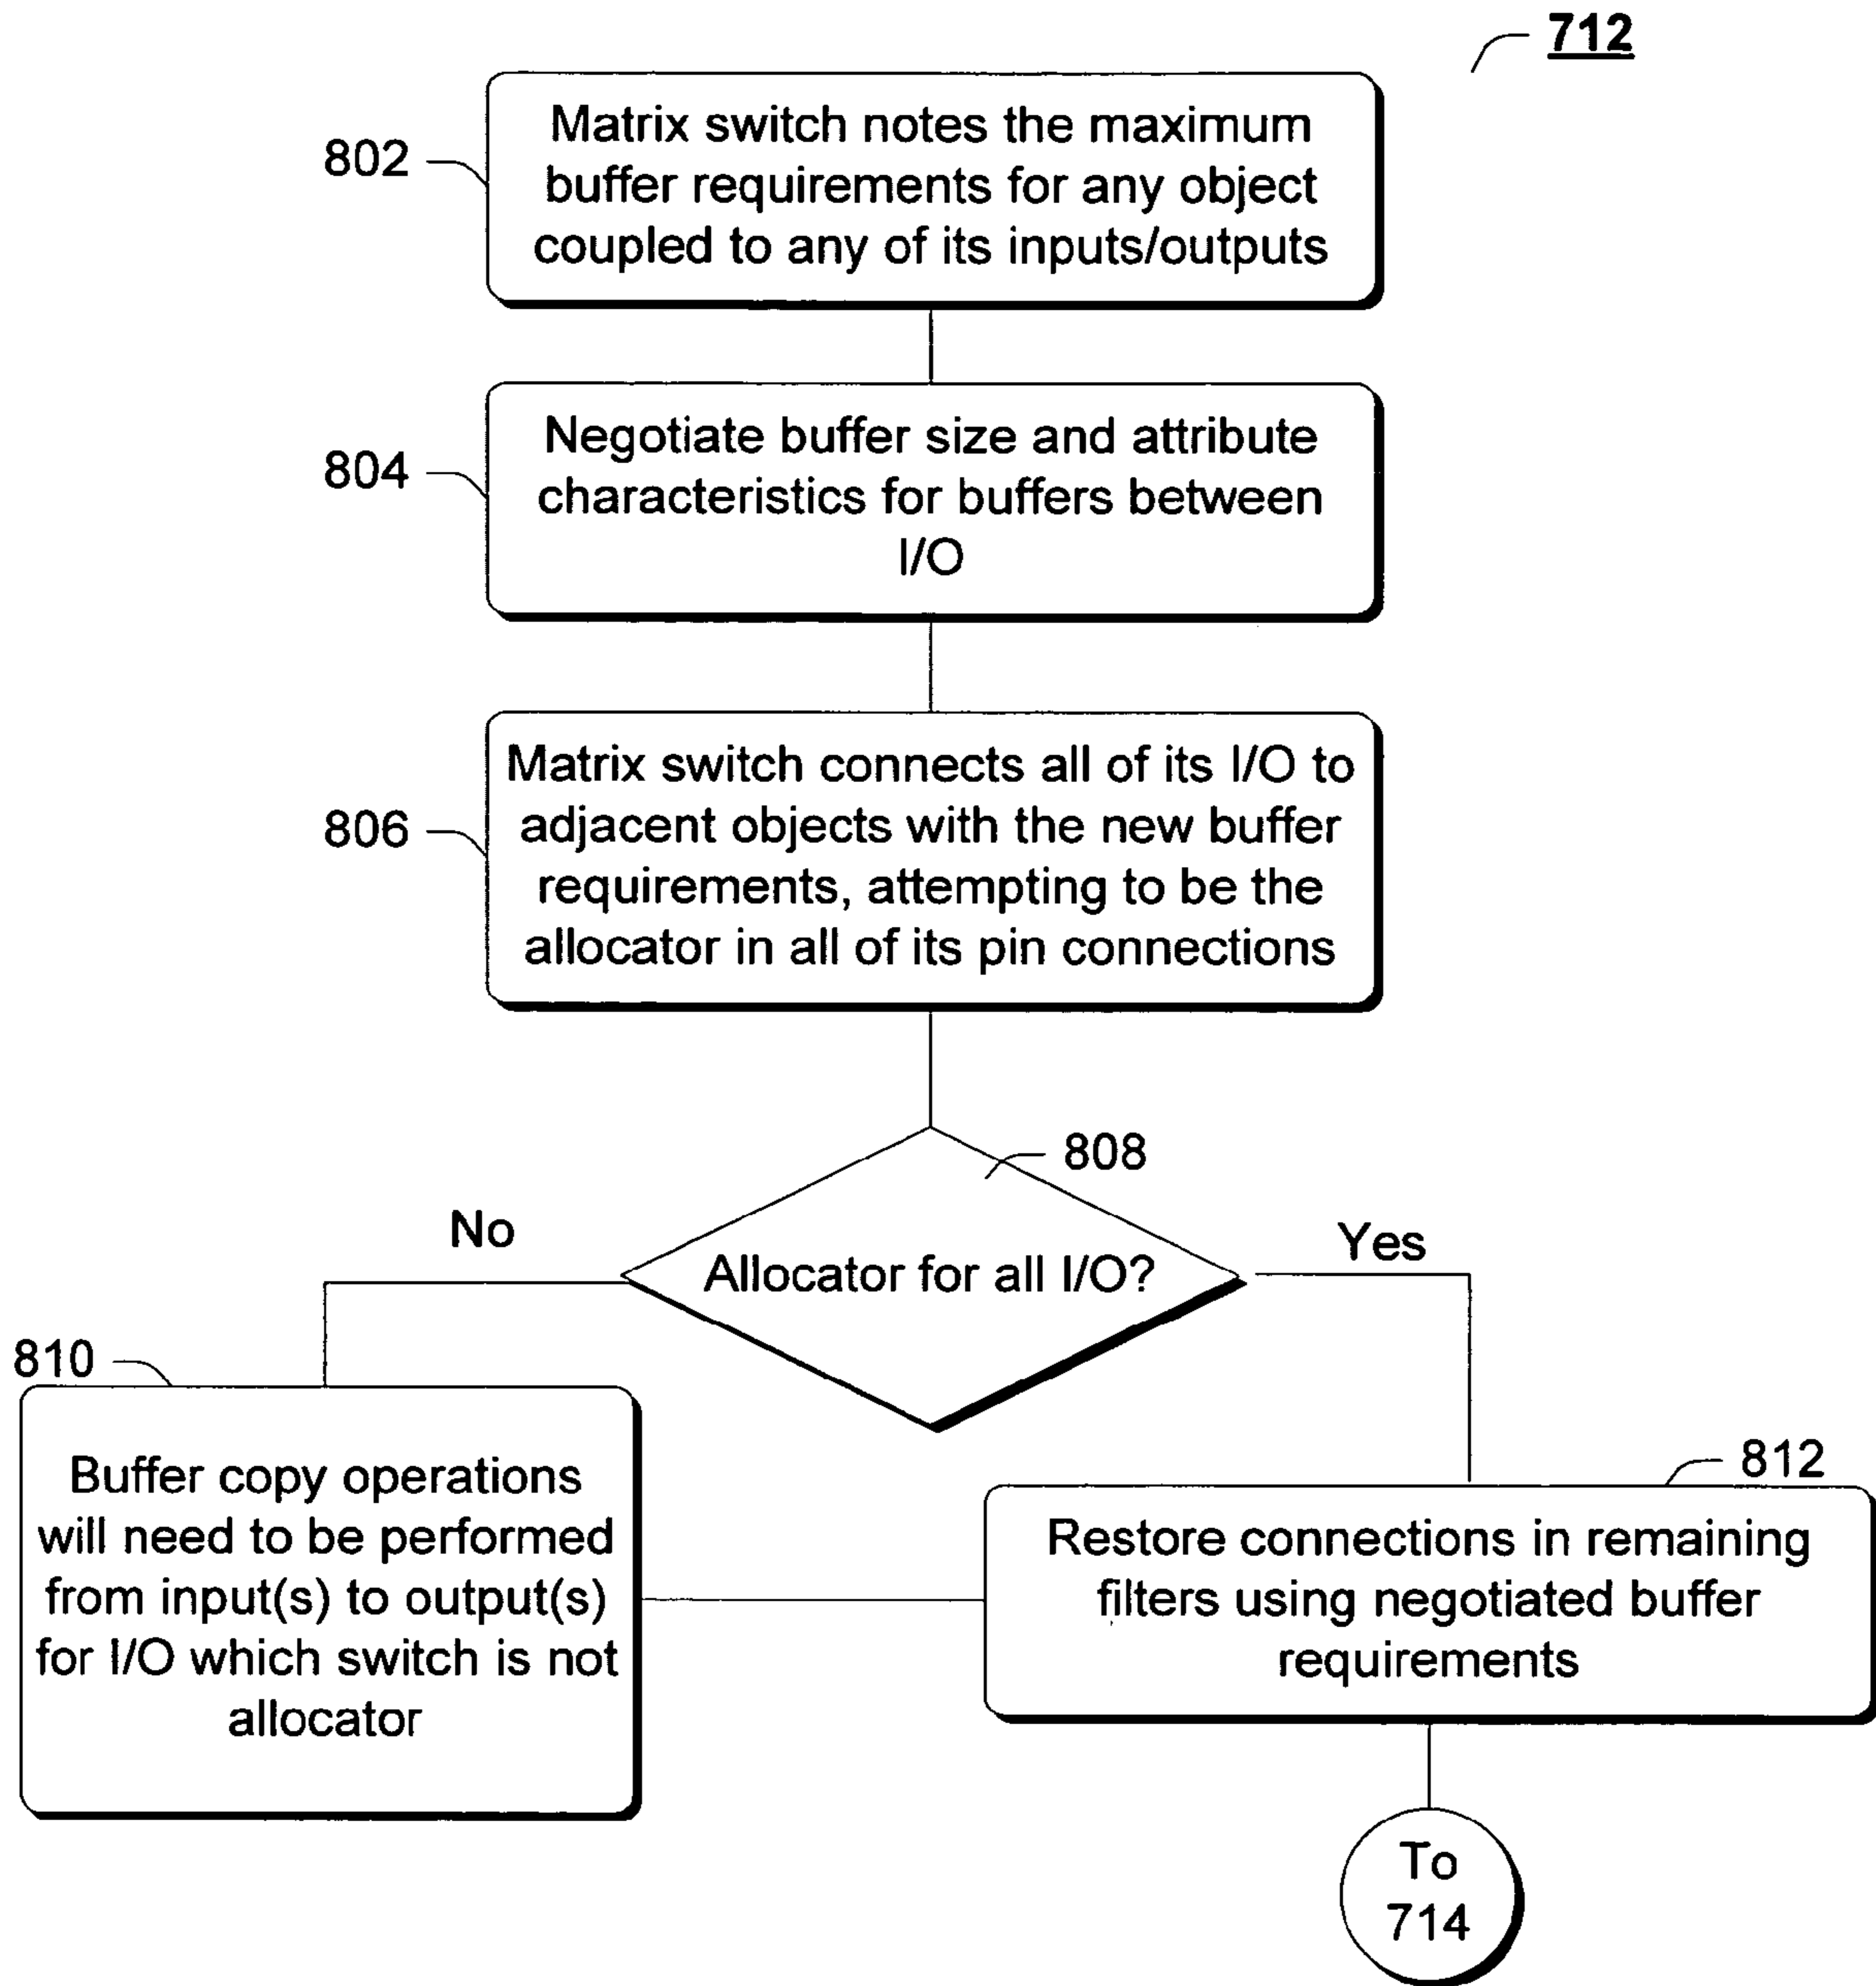 712
802
Matrix switch notes the maximum
buffer requirements for any object
coupled to any of its inputs/outputs
804
Negotiate buffer size and attribute
characteristics for buffers between
I/O
806
Matrix switch connects all of its I/O to
adjacent objects with the new buffer
requirements, attempting to be the
allocator in all of its pin connections
808
No
Allocator for all I/O?
Yes
810
Buffer copy operations
will need to be performed
from input(s) to output(s)
for I/O which switch is not
allocator
812
Restore connections in remaining
filters using negotiated buffer
requirements
To
714